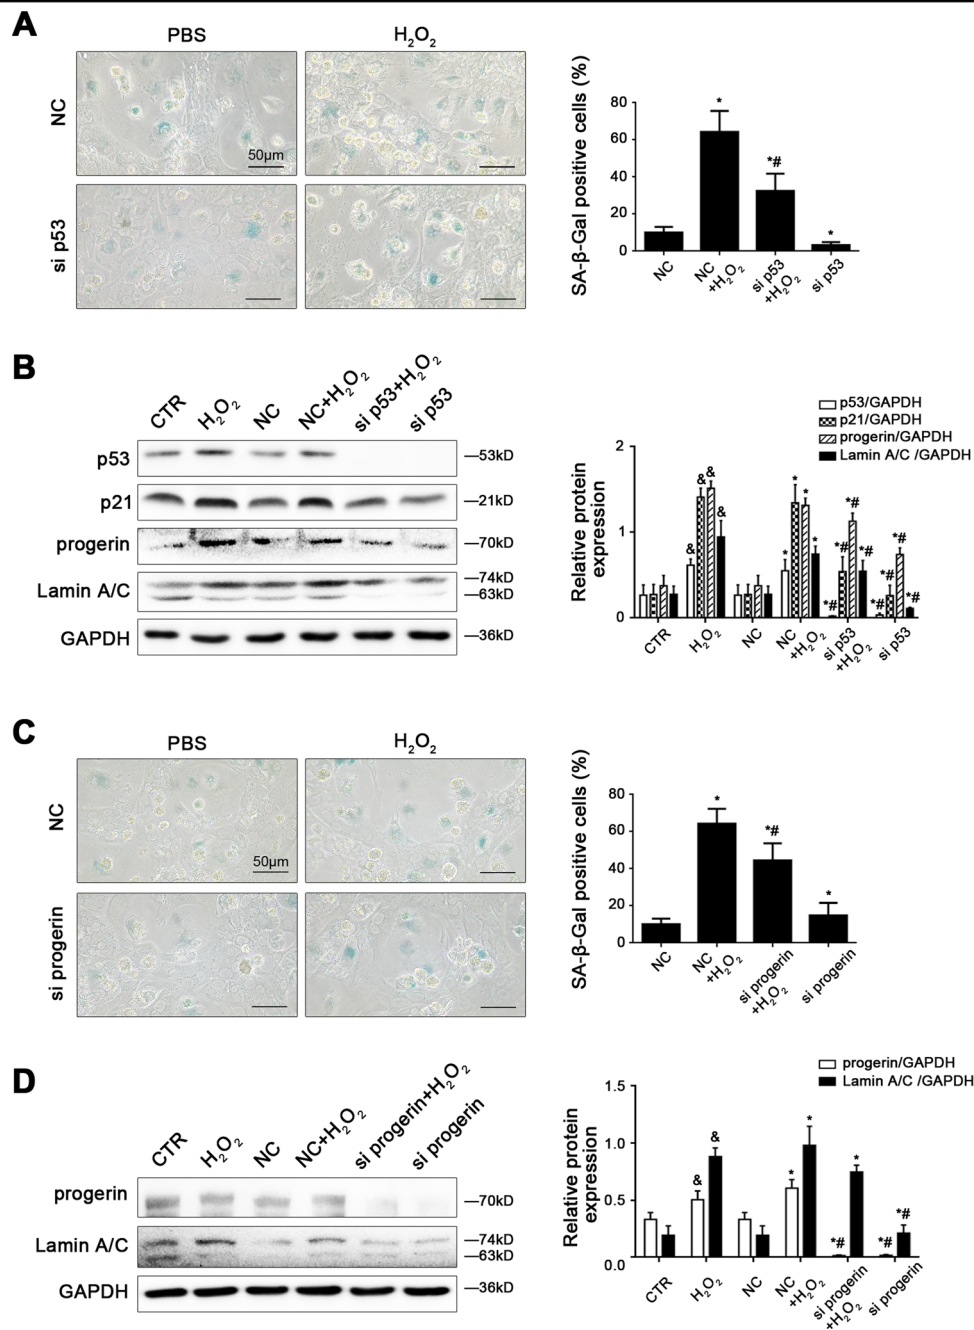 A
PBS
H₂O₂
NC
50μm
si p53
SA-β-Gal positive cells (%)
80
60
40
20
0
NC
NC
+H₂O₂
si p53
+H₂O₂
si p53
*
*#
*
B
CTR
H₂O₂
NC
NC+H₂O₂
si p53+H₂O₂
si p53
p53
—53kD
p21
—21kD
progerin
—70kD
Lamin A/C
—74kD
—63kD
GAPDH
—36kD
p53/GAPDH
p21/GAPDH
progerin/GAPDH
Lamin A/C /GAPDH
Relative protein
expression
2
1
0
&
&
&
&
*
*
*
*
*#
*#
*#
*#
*#
*#
*#
*#
CTR
H₂O₂
NC
NC
+H₂O₂
si p53
+H₂O₂
si p53
C
PBS
H₂O₂
NC
50μm
si progerin
SA-β-Gal positive cells (%)
80
60
40
20
0
*
*#
*
NC
NC
+H₂O₂
si progerin
+H₂O₂
si progerin
D
CTR
H₂O₂
NC
NC+H₂O₂
si progerin+H₂O₂
si progerin
progerin
—70kD
Lamin A/C
—74kD
—63kD
GAPDH
—36kD
progerin/GAPDH
Lamin A/C /GAPDH
Relative protein
expression
1.5
1.0
0.5
0.0
&
&
*
*
*#
*
*#
*#
CTR
H₂O₂
NC
NC
+H₂O₂
si progerin
+H₂O₂
si progerin